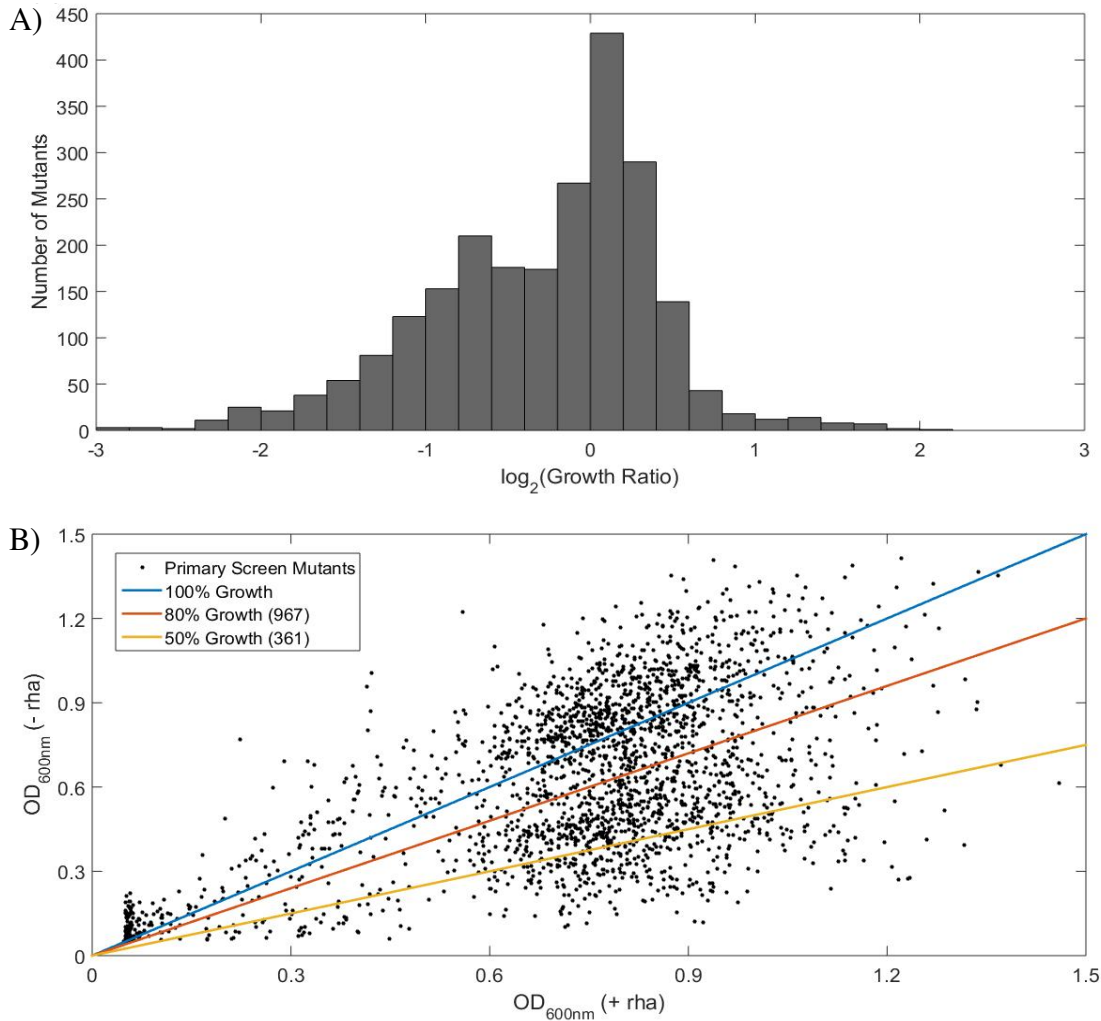 A)
450
400
350
300
250
200
150
100
50
0
Number of Mutants
-3 -2 -1 0 1 2 3
log2(Growth Ratio)
B)
1.5
1.2
0.9
0.6
0.3
0
OD600nm (- rha)
Primary Screen Mutants
100% Growth
80% Growth (967)
50% Growth (361)
0 0.3 0.6 0.9 1.2 1.5
OD600nm (+ rha)